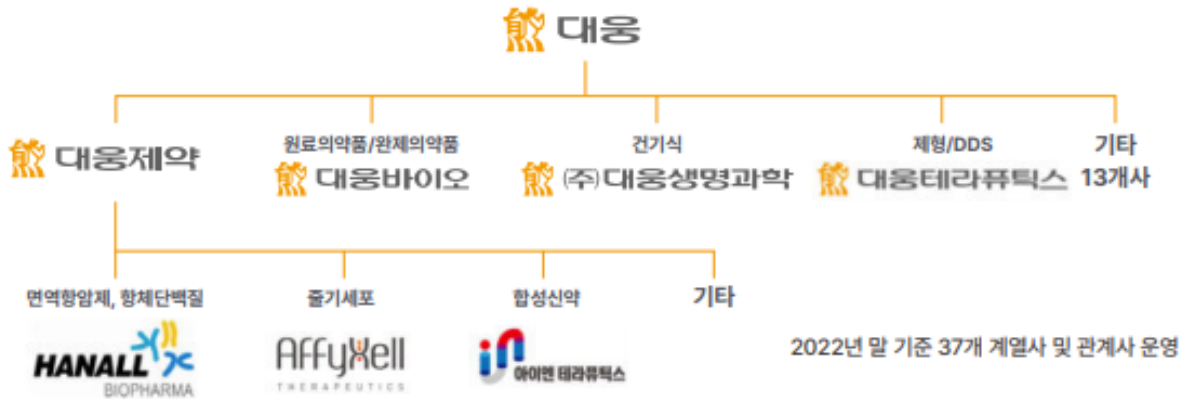 대웅
대웅제약
원료의약품/완제의약품
대웅바이오
건기식
(주)대웅생명과학
제형/DDS
대웅테라퓨틱스
기타
13개사
면역항암제, 항체단백질
HANALL
BIOPHARMA
줄기세포
AffyXell
THERAPEUTICS
합성신약
in
아이엔 테라퓨틱스
기타
2022년 말 기준 37개 계열사 및 관계사 운영